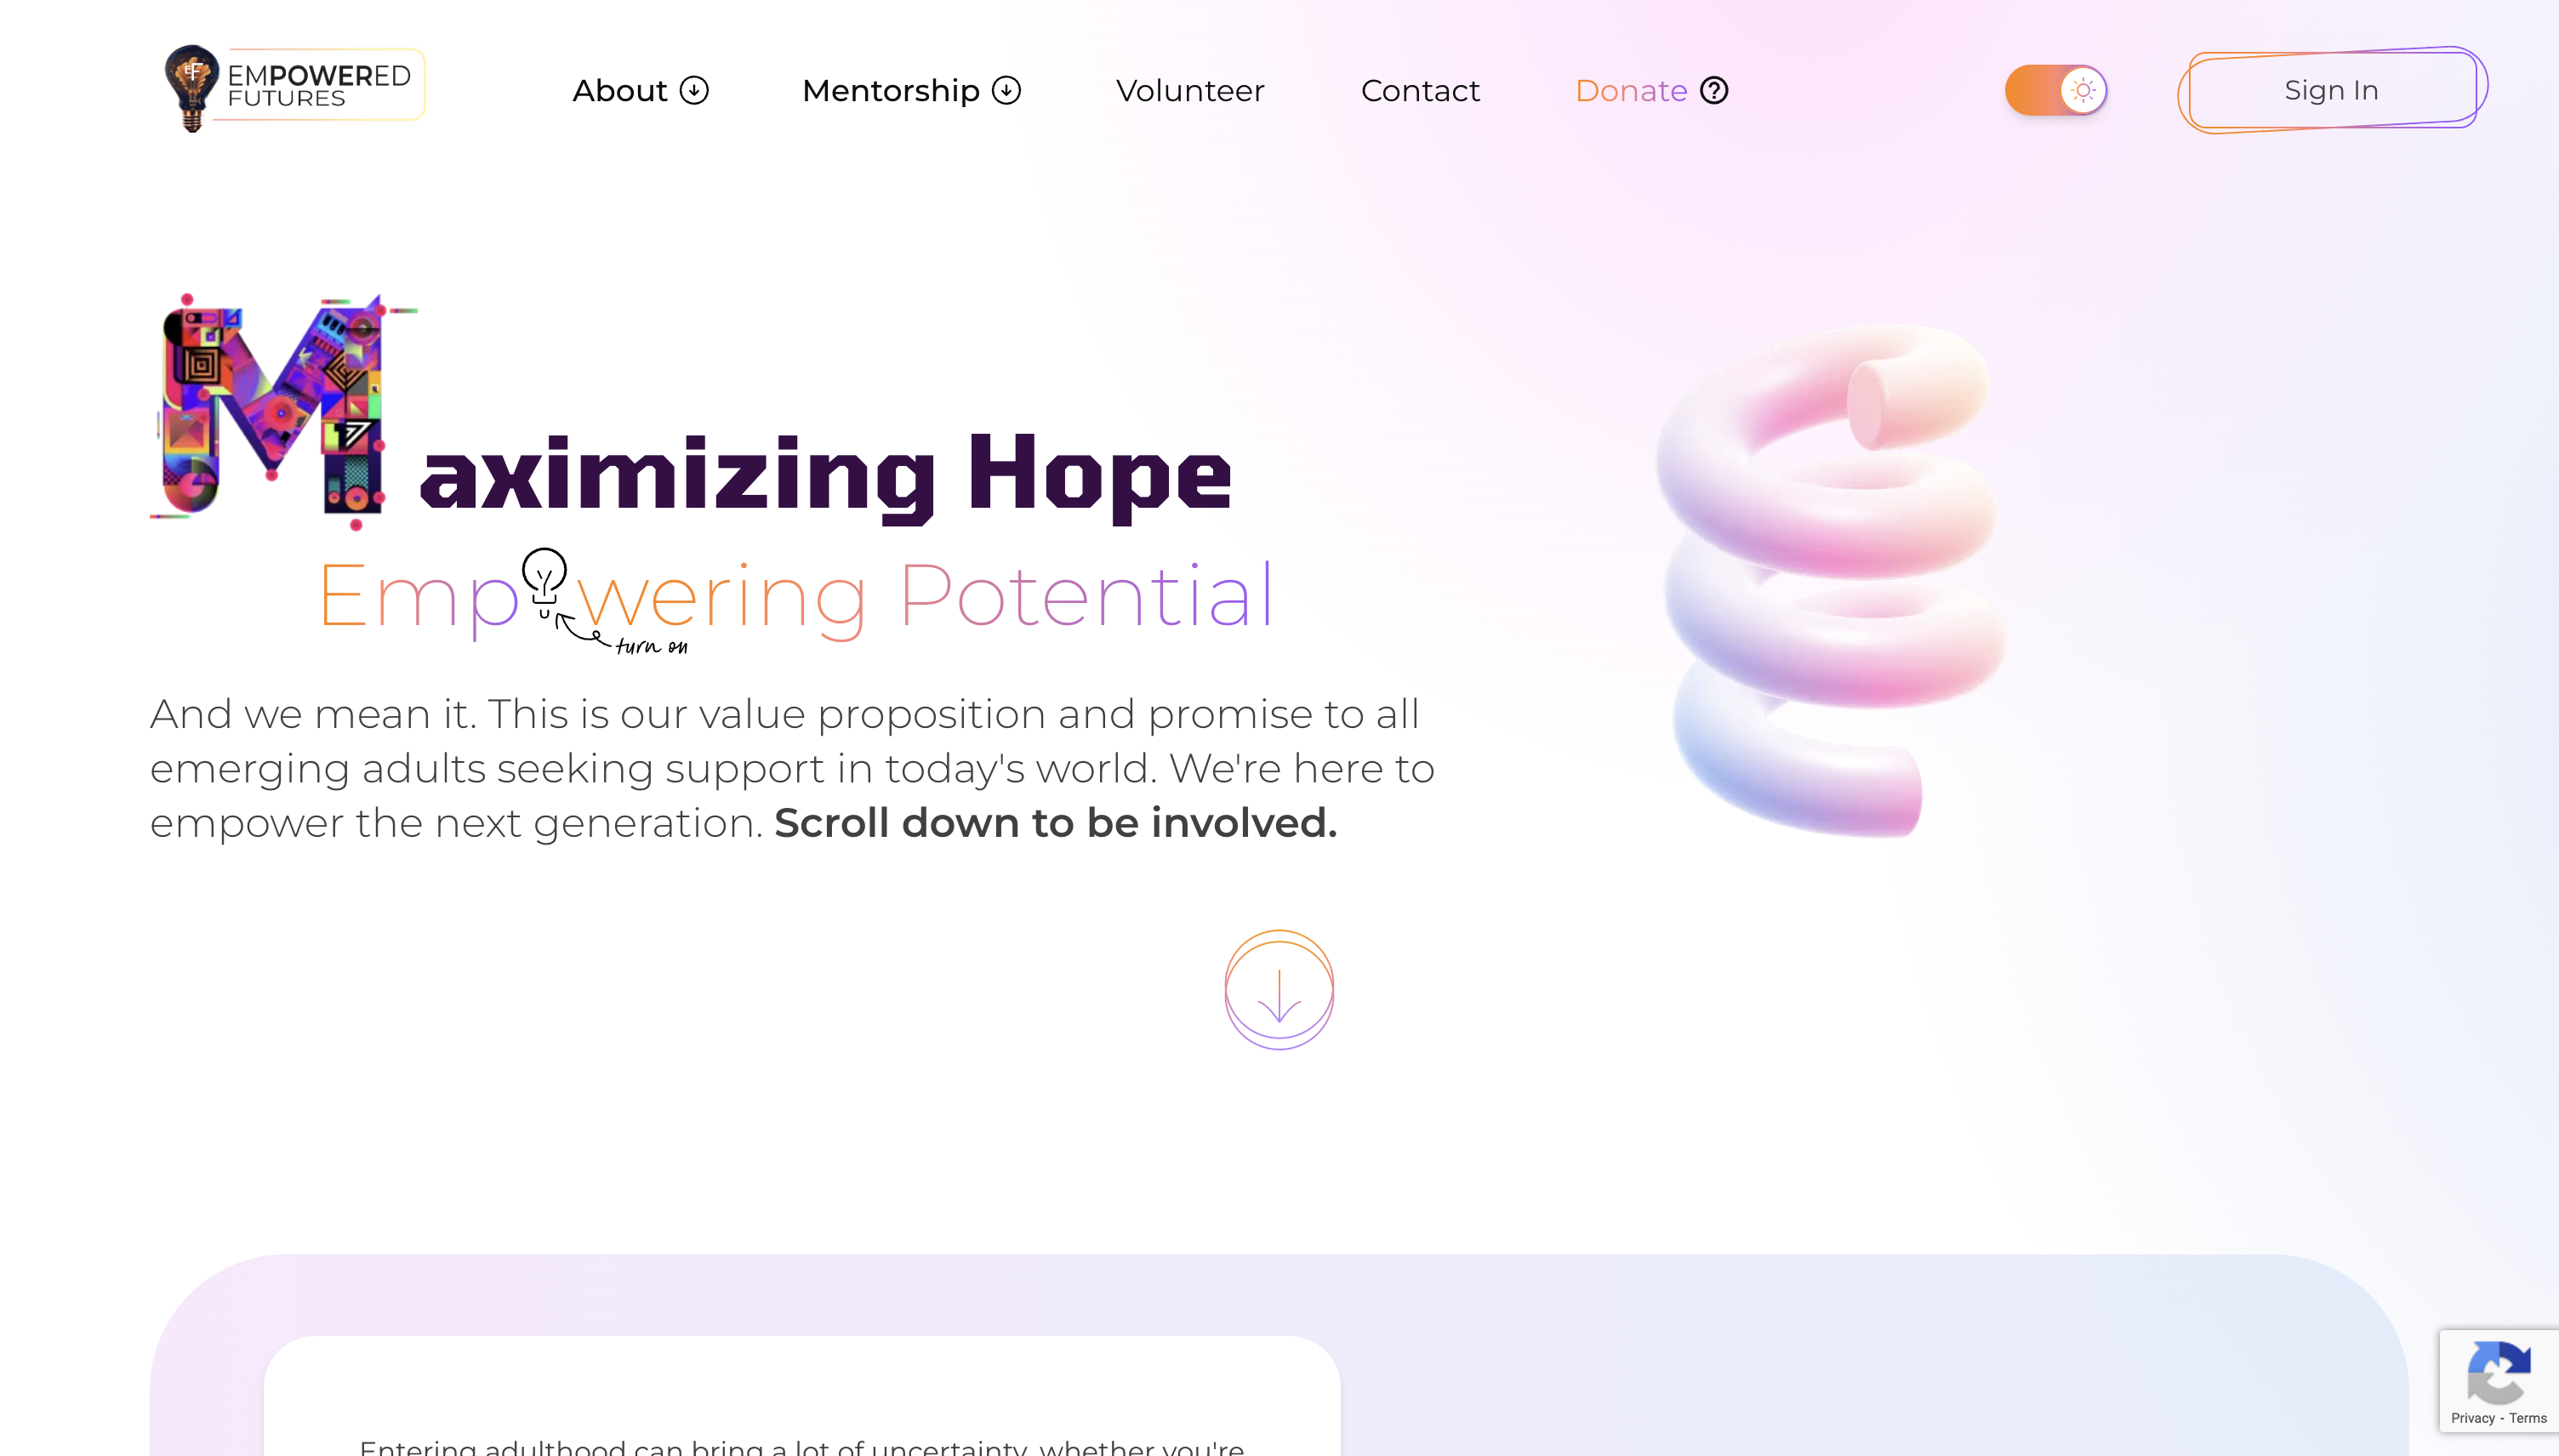 EF
EMPOWERED
FUTURES
About
Mentorship
Volunteer
Contact
Donate
Sign In
Maximizing Hope
Empowering Potential
turn on
And we mean it. This is our value proposition and promise to all
emerging adults seeking support in today's world. We're here to
empower the next generation. Scroll down to be involved.
Entering adulthood can bring a lot of uncertainty, whether you're
Privacy - Terms